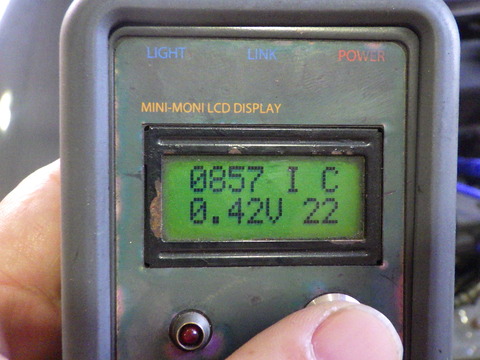 LIGHT LINK POWER
MINI-MONI LCD DISPLAY
0857 I C
0.42V 22